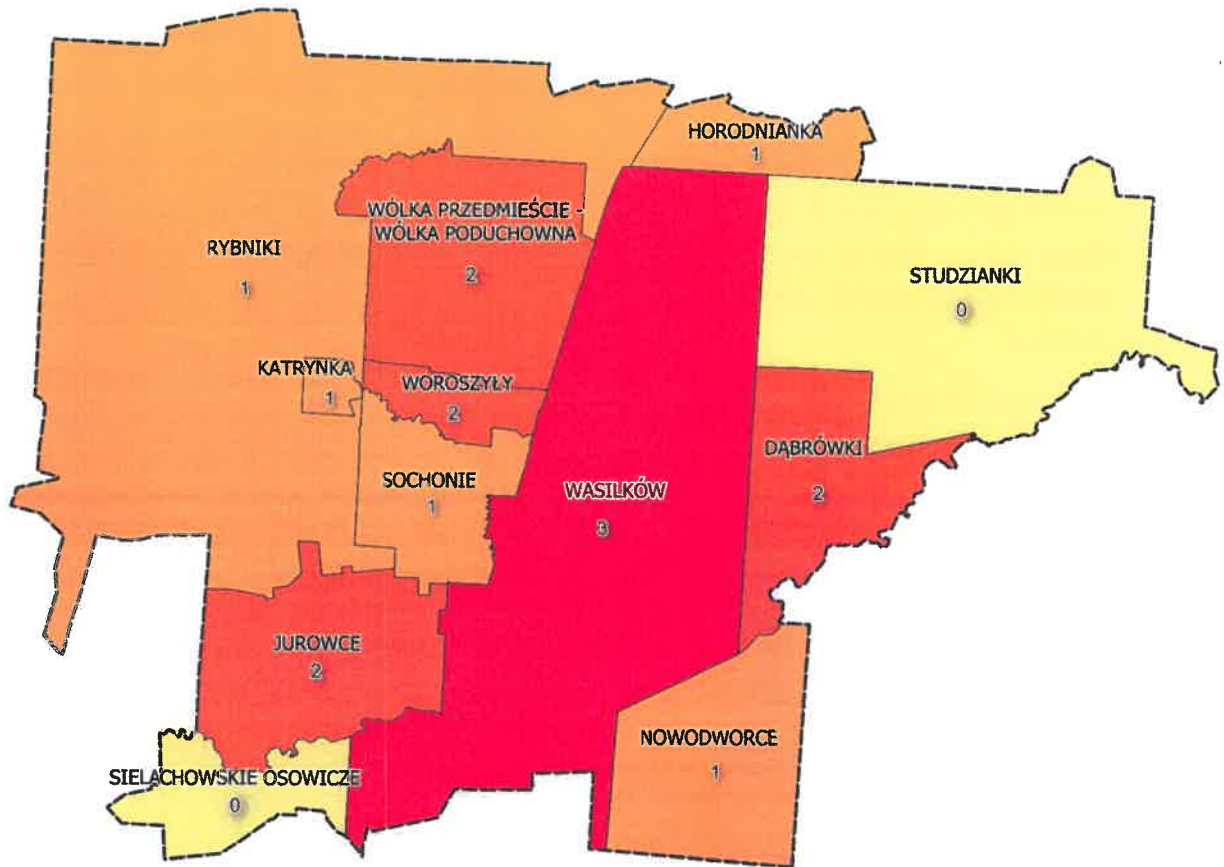 HORODNIANKA
1
WÓLKA PRZEDMIEŚCIE -
WÓLKA PODUCHOWNA
2
RYBNIKI
1
STUDZIANKI
0
KATRYNKA
1
WOROSZYŁY
2
DĄBRÓWKI
2
SOCHONIE
1
WASILKÓW
3
JUROWCE
2
NOWODWORCE
1
SIELACHOWSKIE OSOWICZE
0